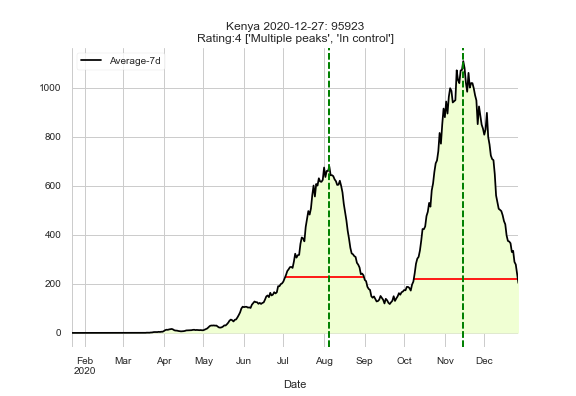 Kenya 2020-12-27: 95923
Rating:4 ['Multiple peaks', 'In control']
Average-7d
1000
800
600
400
200
0
Feb Mar Apr May Jun Jul Aug Sep Oct Nov Dec
2020
Date